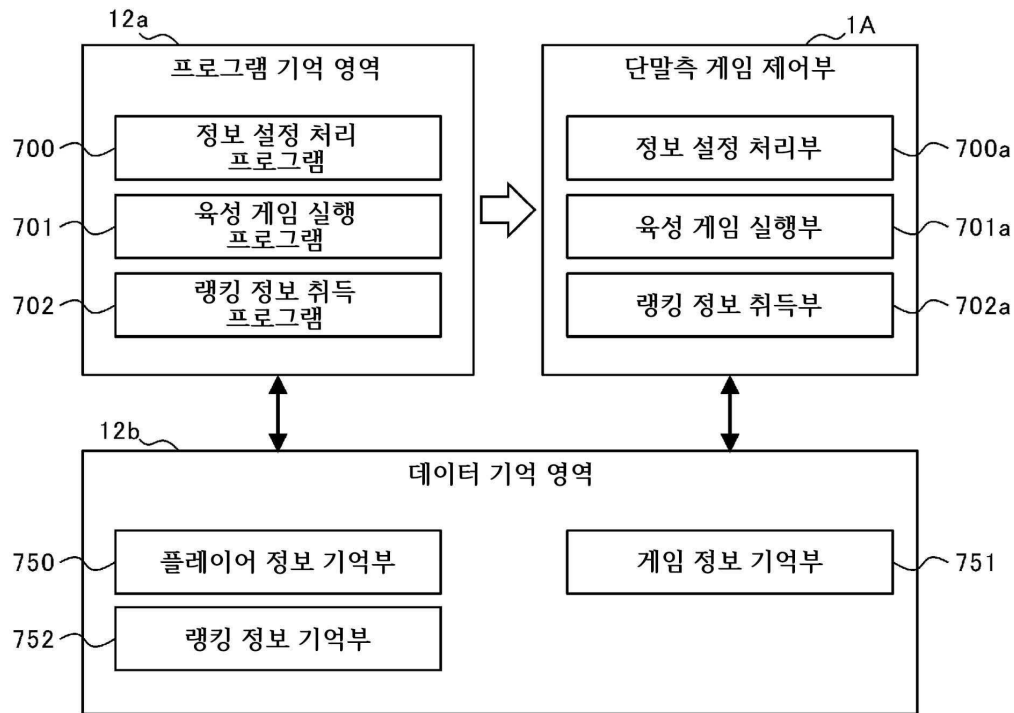 12a
1A
프로그램 기억 영역
단말측 게임 제어부
700
정보 설정 처리
프로그램
정보 설정 처리부
700a
701
육성 게임 실행
프로그램
육성 게임 실행부
701a
702
랭킹 정보 취득
프로그램
랭킹 정보 취득부
702a
12b
데이터 기억 영역
750
플레이어 정보 기억부
게임 정보 기억부
751
752
랭킹 정보 기억부